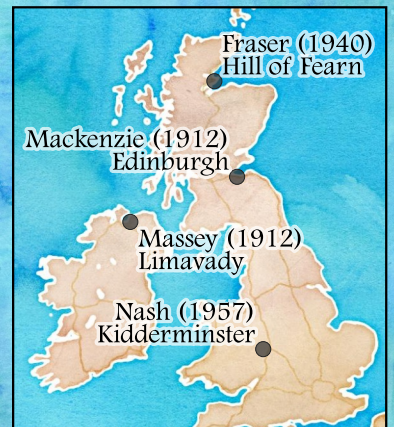 Fraser (1940)
Hill of Fearn
Mackenzie (1912)
Edinburgh
Massey (1912)
Limavady
Nash (1957)
Kidderminster